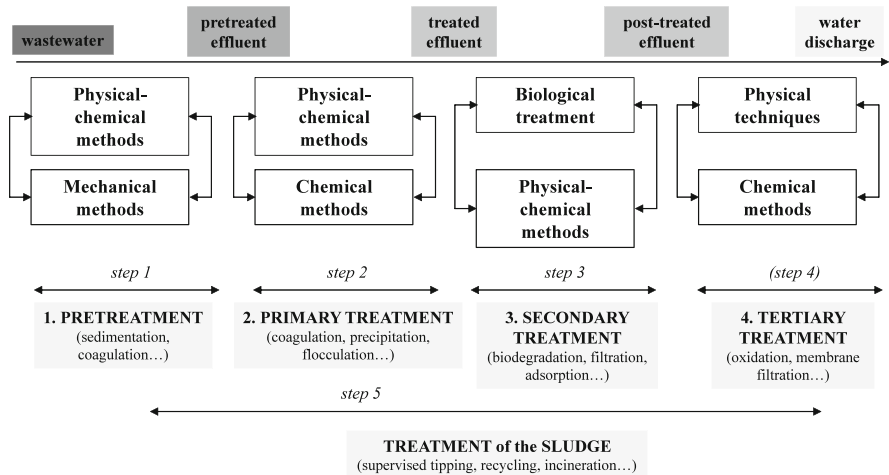 wastewater
pretreated
effluent
treated
effluent
post-treated
effluent
water
discharge
Physical-
chemical
methods
Mechanical
methods
Physical-
chemical
methods
Chemical
methods
Biological
treatment
Physical-
chemical
methods
Physical
techniques
Chemical
methods
step 1
step 2
step 3
(step 4)
1. PRETREATMENT
(sedimentation,
coagulation…)
2. PRIMARY TREATMENT
(coagulation, precipitation,
flocculation…)
3. SECONDARY
TREATMENT
(biodegradation, filtration,
adsorption…)
4. TERTIARY
TREATMENT
(oxidation, membrane
filtration…)
step 5
TREATMENT of the SLUDGE
(supervised tipping, recycling, incineration…)